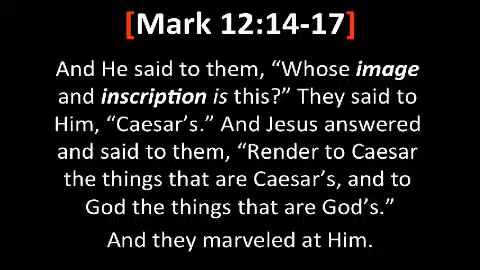 [Mark 12:14-17]
And He said to them, “Whose image
and inscription is this?” They said to
Him, “Caesar’s.” And Jesus answered
and said to them, “Render to Caesar
the things that are Caesar’s, and to
God the things that are God’s.”
And they marveled at Him.